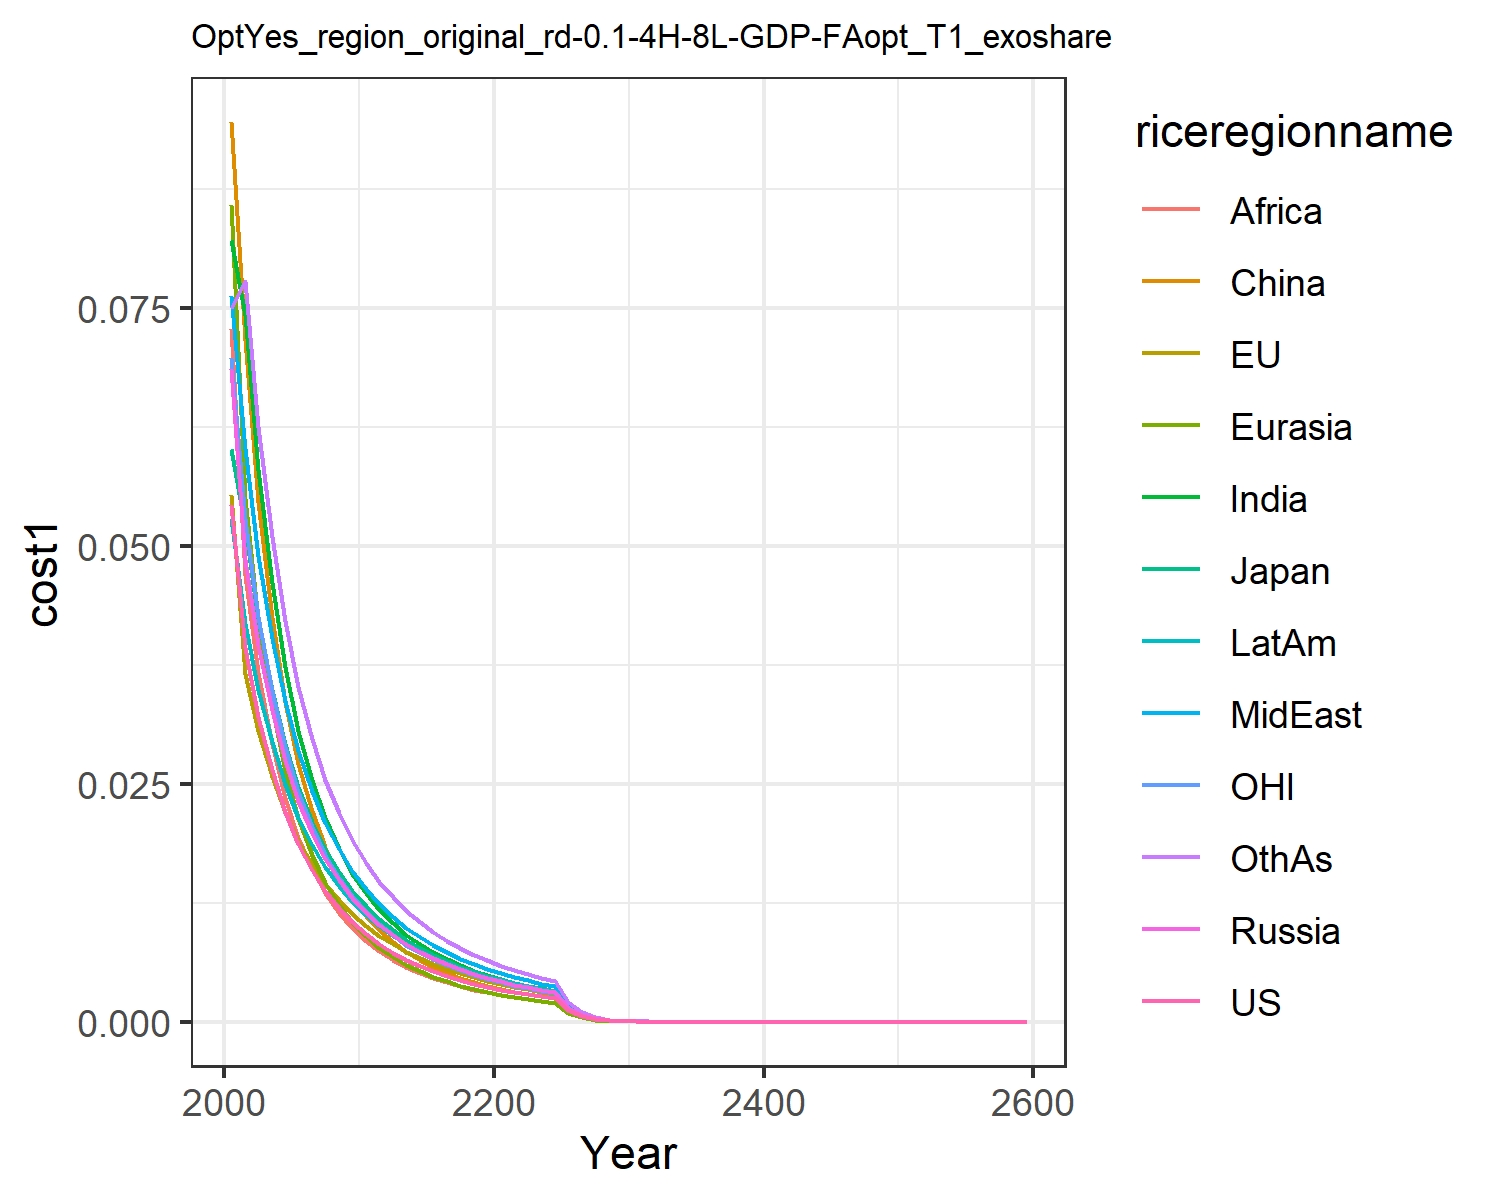 OptYes_region_original_rd-0.1-4H-8L-GDP-FAopt_T1_exoshare
cost1
0.075
0.050
0.025
0.000
2000
2200
2400
2600
Year
riceregionname
Africa
China
EU
Eurasia
India
Japan
LatAm
MidEast
OHI
OthAs
Russia
US